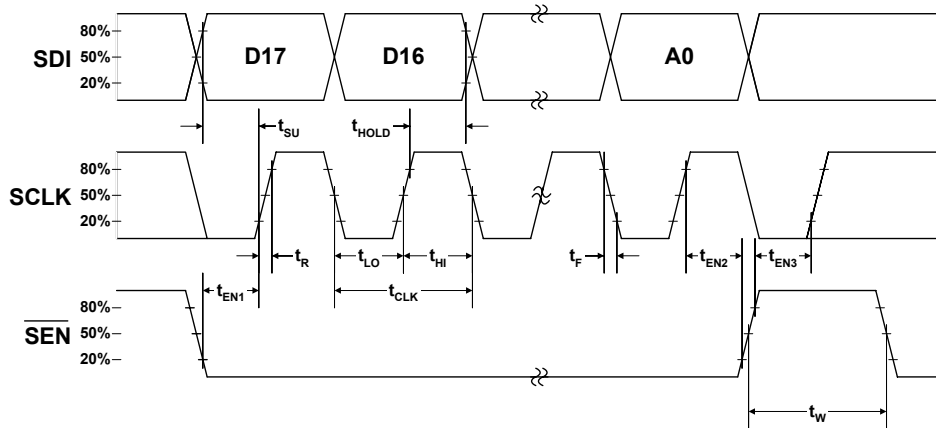 80%
SDI 50% D17 D16 A0
20%
tSU tHOLD
80%
SCLK 50%
20%
tR tLO tHI tF tEN2 tEN3
tEN1 tCLK
80%
SEN 50%
20%
tW